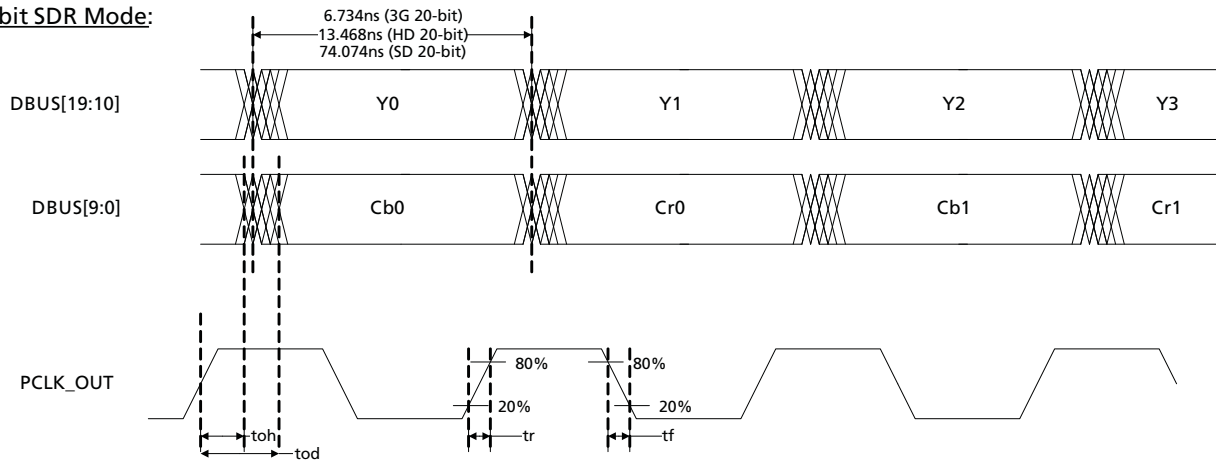 bit SDR Mode:
6.734ns (3G 20-bit)
13.468ns (HD 20-bit)
74.074ns (SD 20-bit)
DBUS[19:10]
Y0
Y1
Y2
Y3
DBUS[9:0]
Cb0
Cr0
Cb1
Cr1
PCLK_OUT
80%
80%
20%
20%
toh
tr
tf
tod